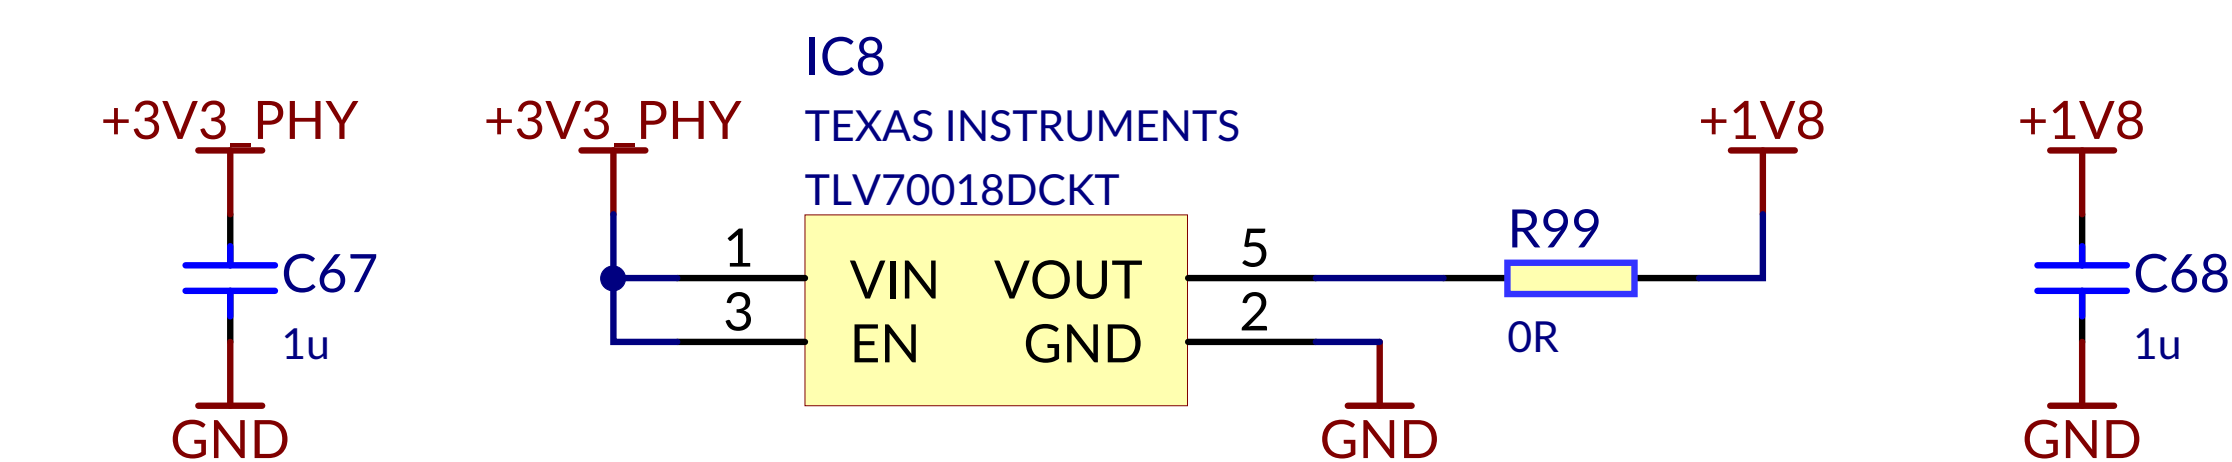 IC8
+3V3_PHY
+3V3_PHY
TEXAS INSTRUMENTS
+1V8
+1V8
TLV70018DCKT
1
VIN
VOUT
5
R99
3
EN
GND
2
0R
C67
1u
C68
1u
GND
GND
GND